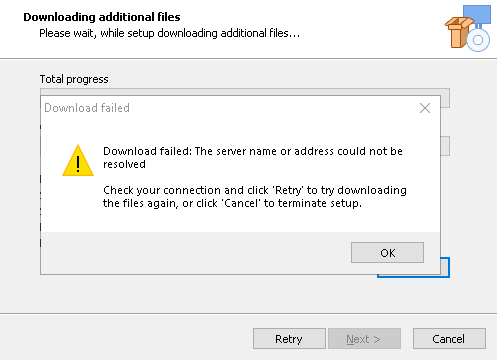 Downloading additional files
Please wait, while setup downloading additional files...
Total progress
Download failed
Download failed: The server name or address could not be
resolved
Check your connection and click 'Retry' to try downloading
the files again, or click 'Cancel' to terminate setup.
OK
Retry
Next >
Cancel